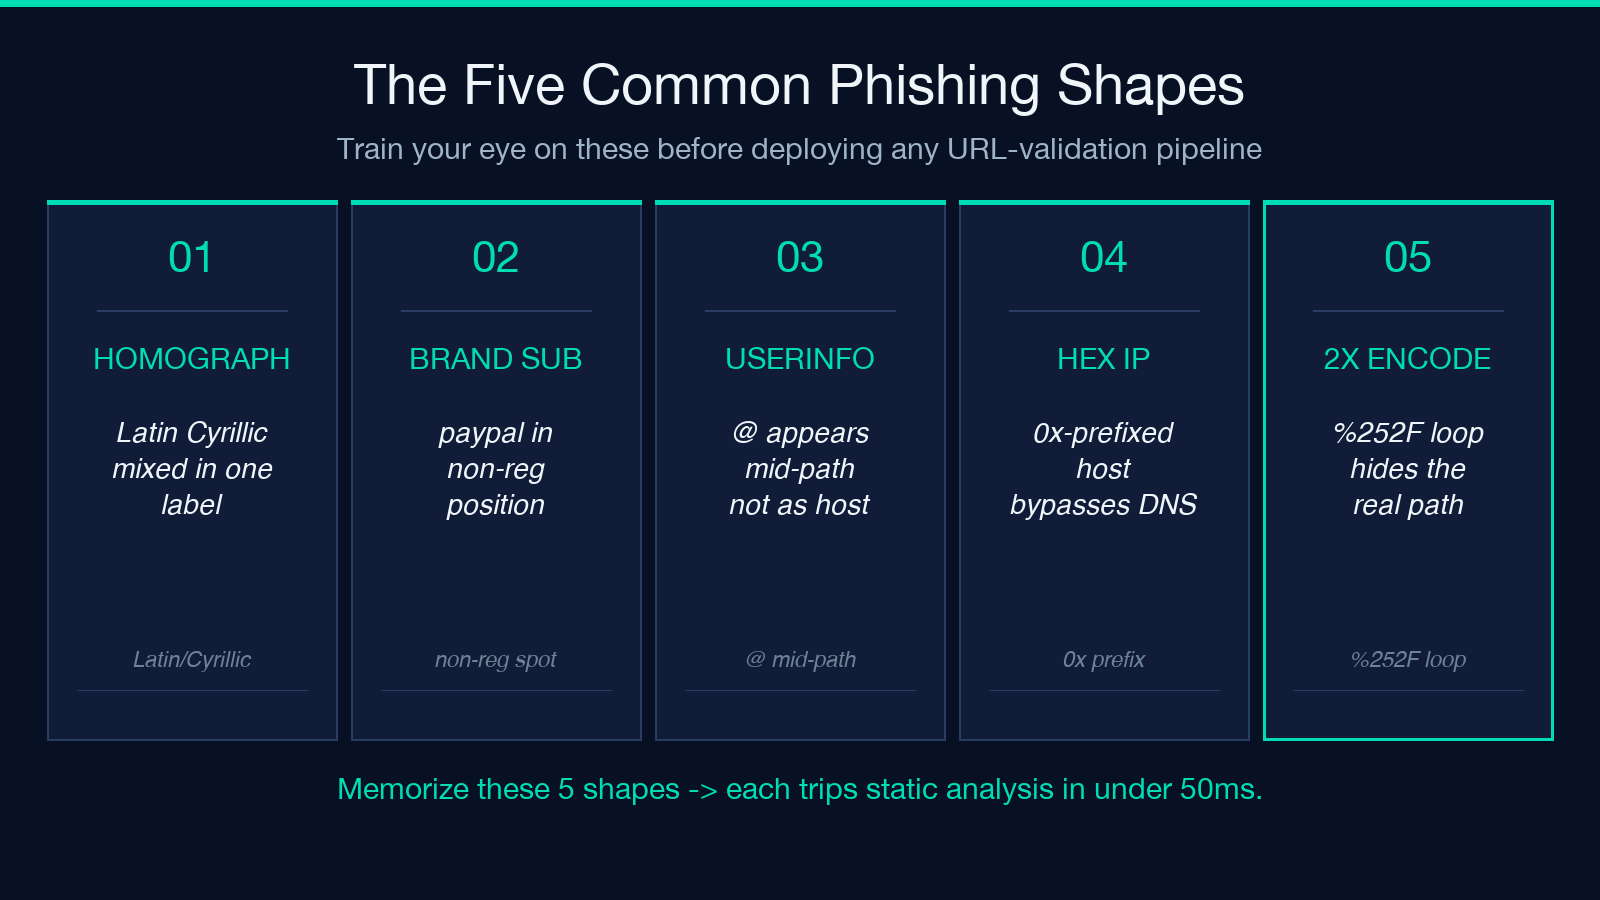 The Five Common Phishing Shapes
Train your eye on these before deploying any URL-validation pipeline
01
HOMOGRAPH
Latin Cyrillic
mixed in one
label
Latin/Cyrillic
02
BRAND SUB
paypal in
non-reg
position
non-reg spot
03
USERINFO
@ appears
mid-path
not as host
@ mid-path
04
HEX IP
0x-prefixed
host
bypasses DNS
0x prefix
05
2X ENCODE
%252F loop
hides the
real path
%252F loop
Memorize these 5 shapes -> each trips static analysis in under 50ms.